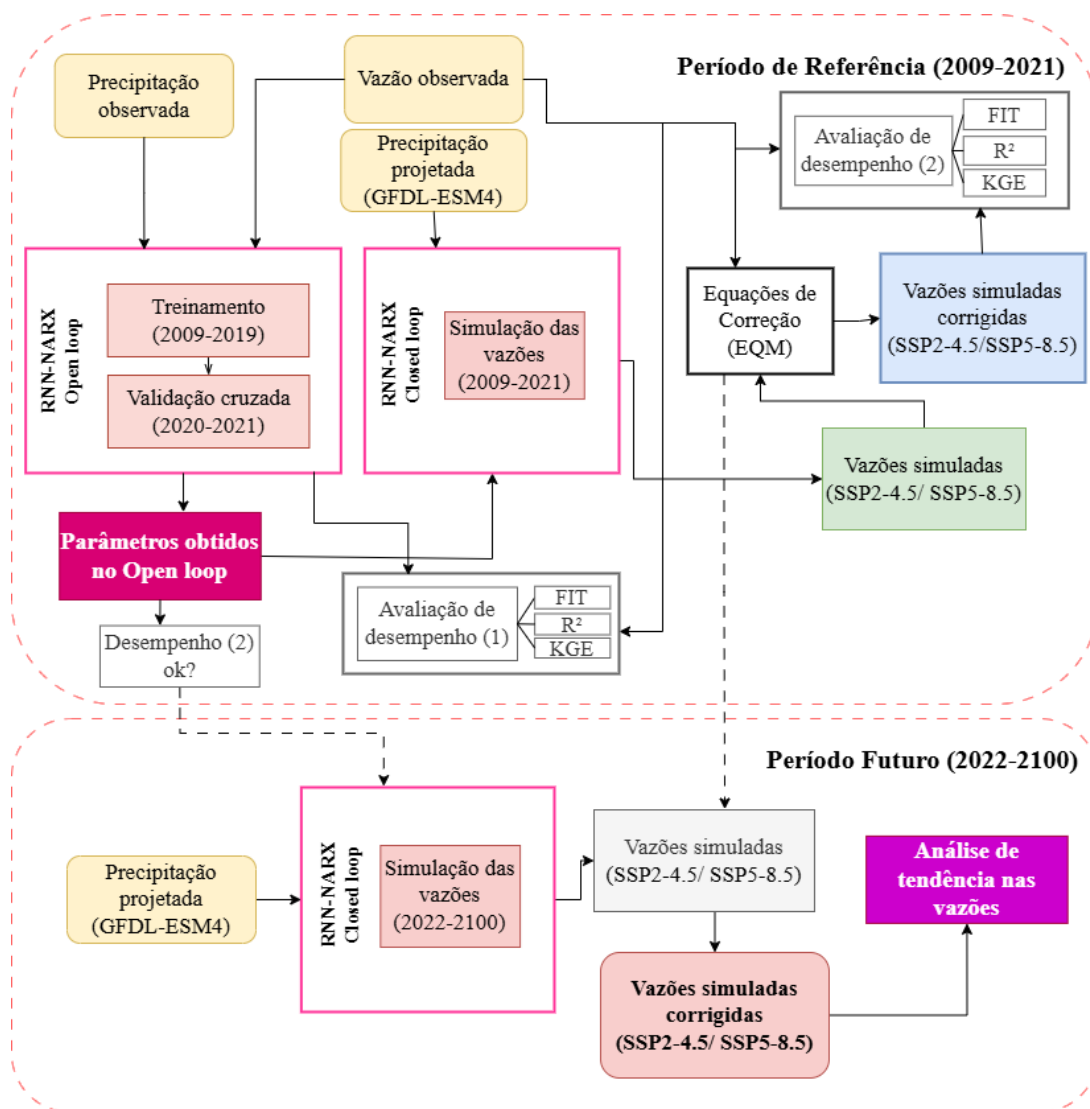 Precipitação
observada
Vazão observada
Precipitação
projetada
(GFDL-ESM4)
Período de Referência (2009-2021)
Avaliação de
desempenho (2)
FIT
R²
KGE
RNN-NARX
Open loop
Treinamento
(2009-2019)
Validação cruzada
(2020-2021)
RNN-NARX
Closed loop
Simulação das
vazões
(2009-2021)
Equações de
Correção
(EQM)
Vazões simuladas
corrigidas
(SSP2-4.5/SSP5-8.5)
Vazões simuladas
(SSP2-4.5/ SSP5-8.5)
Parâmetros obtidos
no Open loop
Avaliação de
desempenho (1)
FIT
R²
KGE
Desempenho (2)
ok?
Período Futuro (2022-2100)
Precipitação
projetada
(GFDL-ESM4)
RNN-NARX
Closed loop
Simulação das
vazões
(2022-2100)
Vazões simuladas
(SSP2-4.5/ SSP5-8.5)
Análise de
tendência nas
vazões
Vazões simuladas
corrigidas
(SSP2-4.5/ SSP5-8.5)